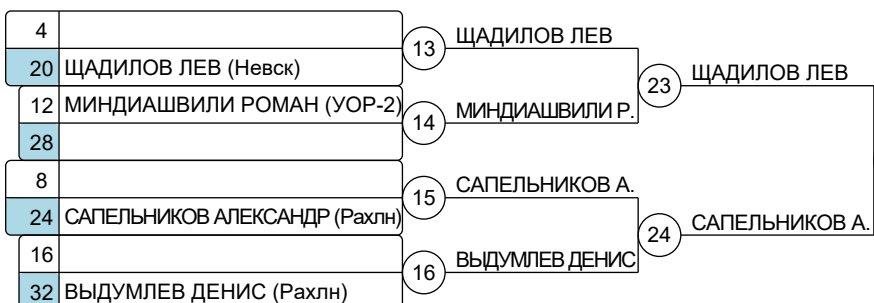 4
13
ЩАДИЛОВ ЛЕВ
20 ЩАДИЛОВ ЛЕВ (Невск)
23
ЩАДИЛОВ ЛЕВ
12 МИНДИАШВИЛИ РОМАН (УОР-2)
14
МИНДИАШВИЛИ Р.
28
8
15
САПЕЛЬНИКОВ А.
24 САПЕЛЬНИКОВ АЛЕКСАНДР (Рахлн)
24
САПЕЛЬНИКОВ А.
16
16
ВЫДУМЛЕВ ДЕНИС
32 ВЫДУМЛЕВ ДЕНИС (Рахлн)